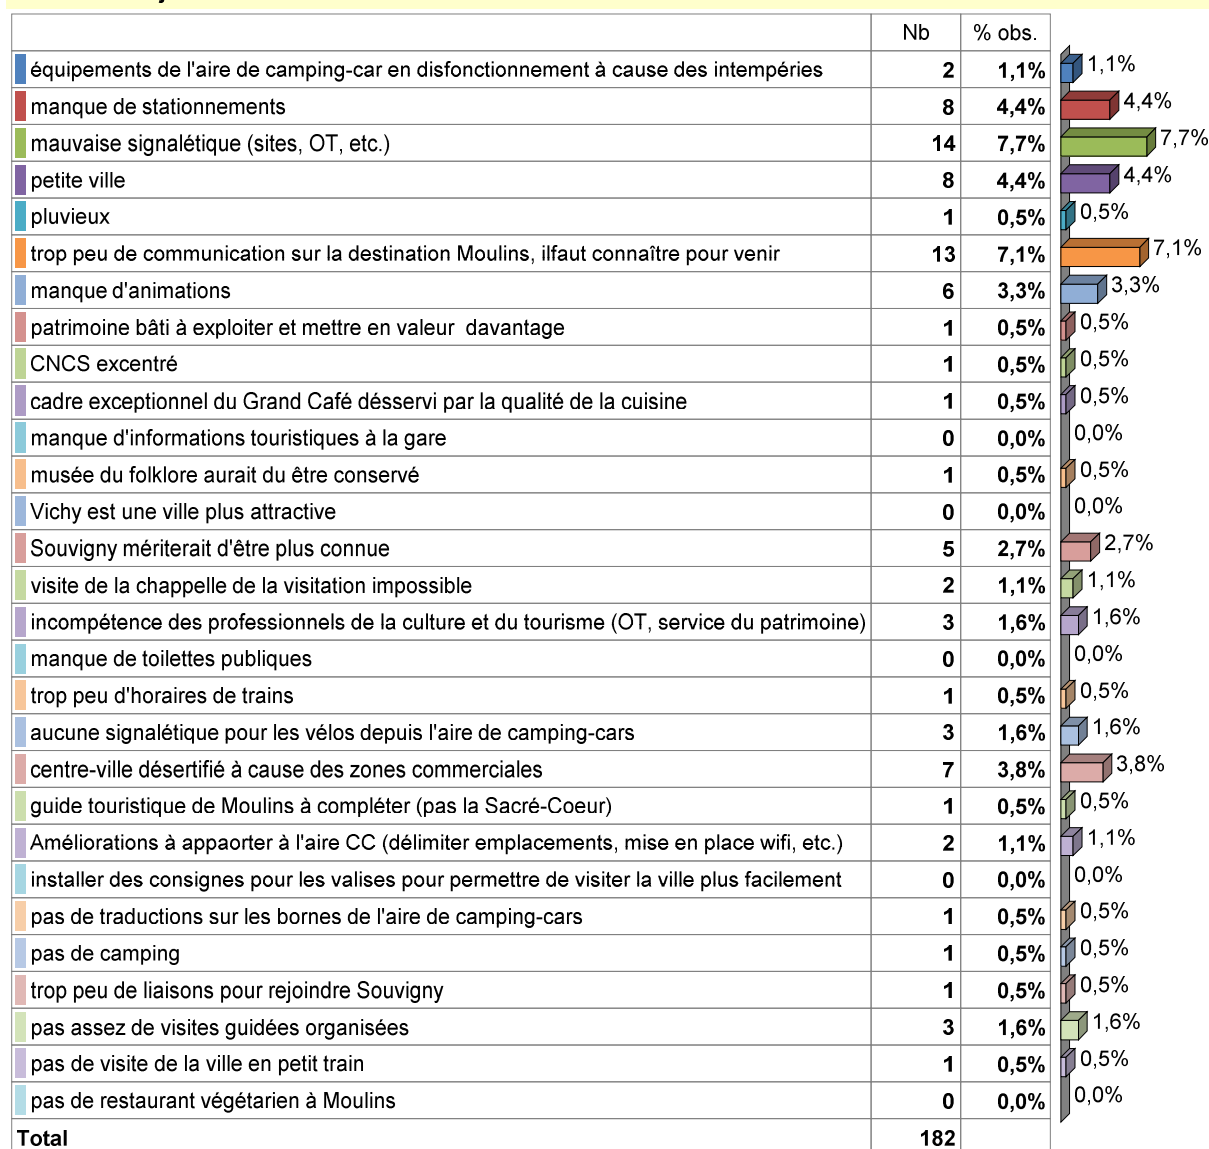 Nb % obs.
équipements de l'aire de camping-car en disfonctionnement à cause des intempéries 2 1,1% 1,1%
manque de stationnements 8 4,4% 4,4%
mauvaise signalétique (sites, OT, etc.) 14 7,7% 7,7%
petite ville 8 4,4% 4,4%
pluvieux 1 0,5% 0,5%
trop peu de communication sur la destination Moulins, ilfaut connaître pour venir 13 7,1% 7,1%
manque d'animations 6 3,3% 3,3%
patrimoine bâti à exploiter et mettre en valeur davantage 1 0,5% 0,5%
CNCS excentré 1 0,5% 0,5%
cadre exceptionnel du Grand Café désservi par la qualité de la cuisine 1 0,5% 0,5%
manque d'informations touristiques à la gare 0 0,0% 0,0%
musée du folklore aurait du être conservé 1 0,5% 0,5%
Vichy est une ville plus attractive 0 0,0% 0,0%
Souvigny mériterait d'être plus connue 5 2,7% 2,7%
visite de la chappelle de la visitation impossible 2 1,1% 1,1%
incompétence des professionnels de la culture et du tourisme (OT, service du patrimoine) 3 1,6% 1,6%
manque de toilettes publiques 0 0,0% 0,0%
trop peu d'horaires de trains 1 0,5% 0,5%
aucune signalétique pour les vélos depuis l'aire de camping-cars 3 1,6% 1,6%
centre-ville désertifié à cause des zones commerciales 7 3,8% 3,8%
guide touristique de Moulins à compléter (pas la Sacré-Coeur) 1 0,5% 0,5%
Améliorations à appaorter à l'aire CC (délimiter emplacements, mise en place wifi, etc.) 2 1,1% 1,1%
installer des consignes pour les valises pour permettre de visiter la ville plus facilement 0 0,0% 0,0%
pas de traductions sur les bornes de l'aire de camping-cars 1 0,5% 0,5%
pas de camping 1 0,5% 0,5%
trop peu de liaisons pour rejoindre Souvigny 1 0,5% 0,5%
pas assez de visites guidées organisées 3 1,6% 1,6%
pas de visite de la ville en petit train 1 0,5% 0,5%
pas de restaurant végétarien à Moulins 0 0,0% 0,0%
Total 182